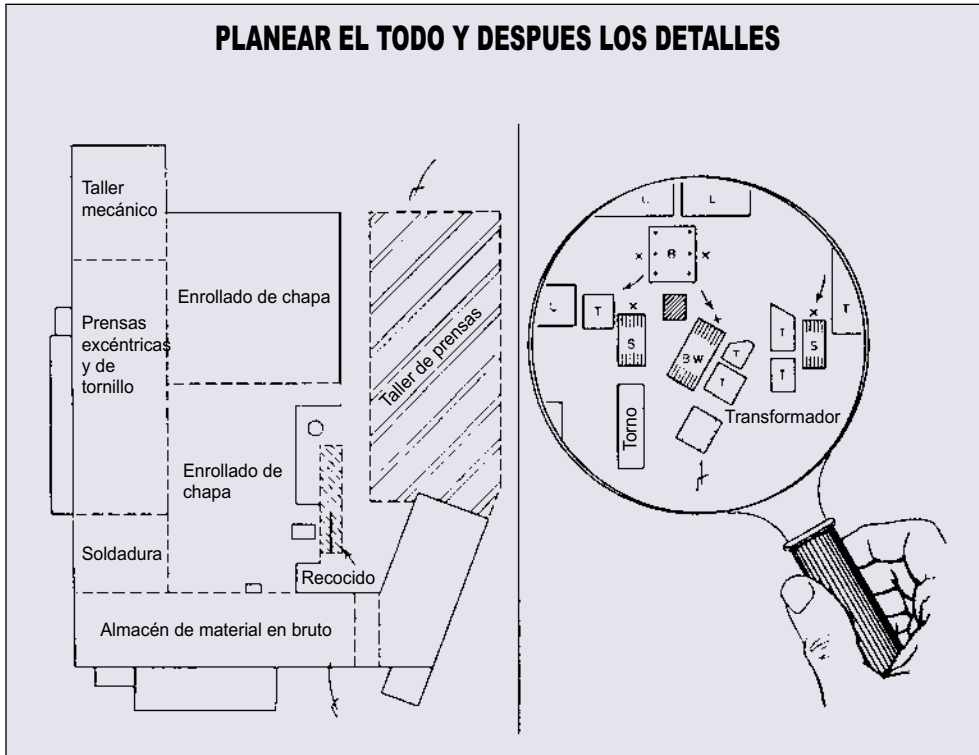 PLANEAR EL TODO Y DESPUES LOS DETALLES
Taller
mecánico
Enrollado de chapa
Prensas
excéntricas
y de
tornillo
Taller de prensas
Enrollado de
chapa
Soldadura
Recocido
Almacén de material en bruto
L
L
B
T
T
S
BW
T
T
T
T
S
Torno
Transformador